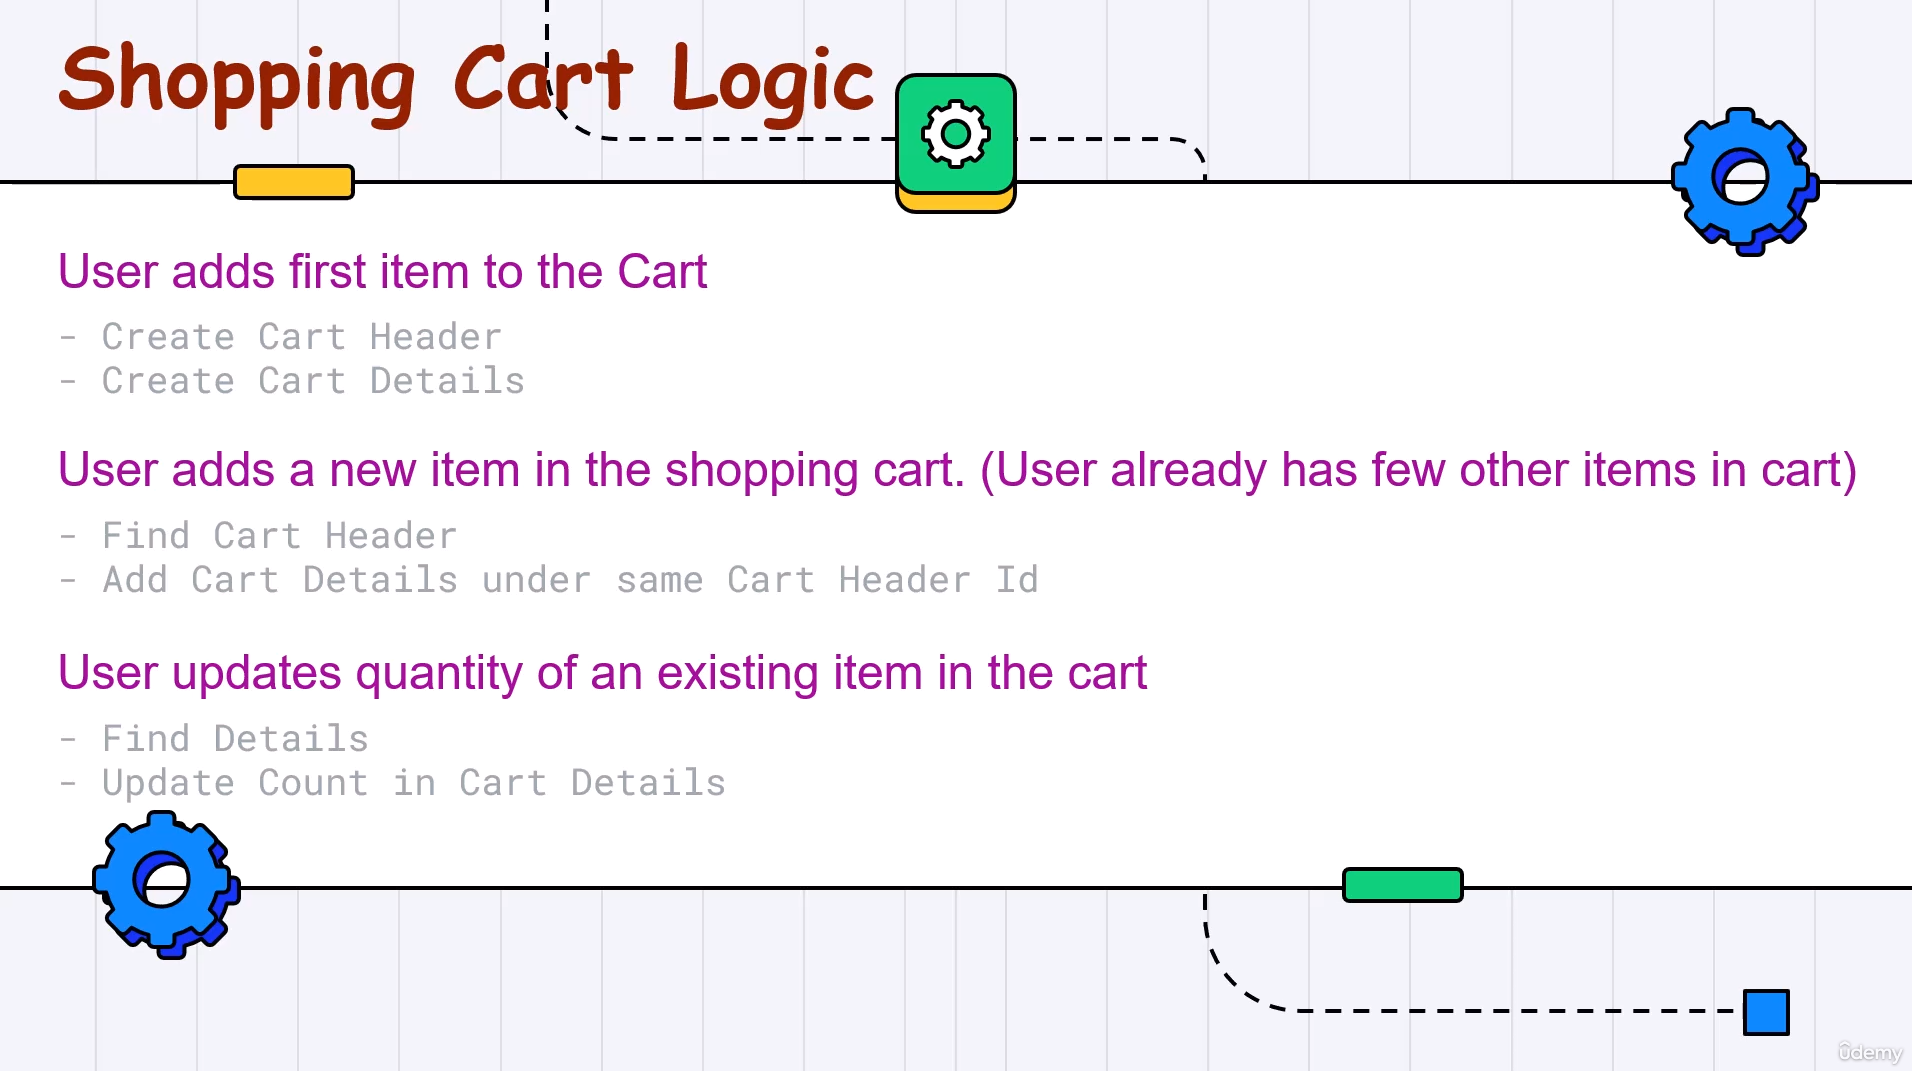 Shopping Cart Logic
User adds first item to the Cart
- Create Cart Header
- Create Cart Details
User adds a new item in the shopping cart. (User already has few other items in cart)
- Find Cart Header
- Add Cart Details under same Cart Header Id
User updates quantity of an existing item in the cart
- Find Details
- Update Count in Cart Details
ûdemy